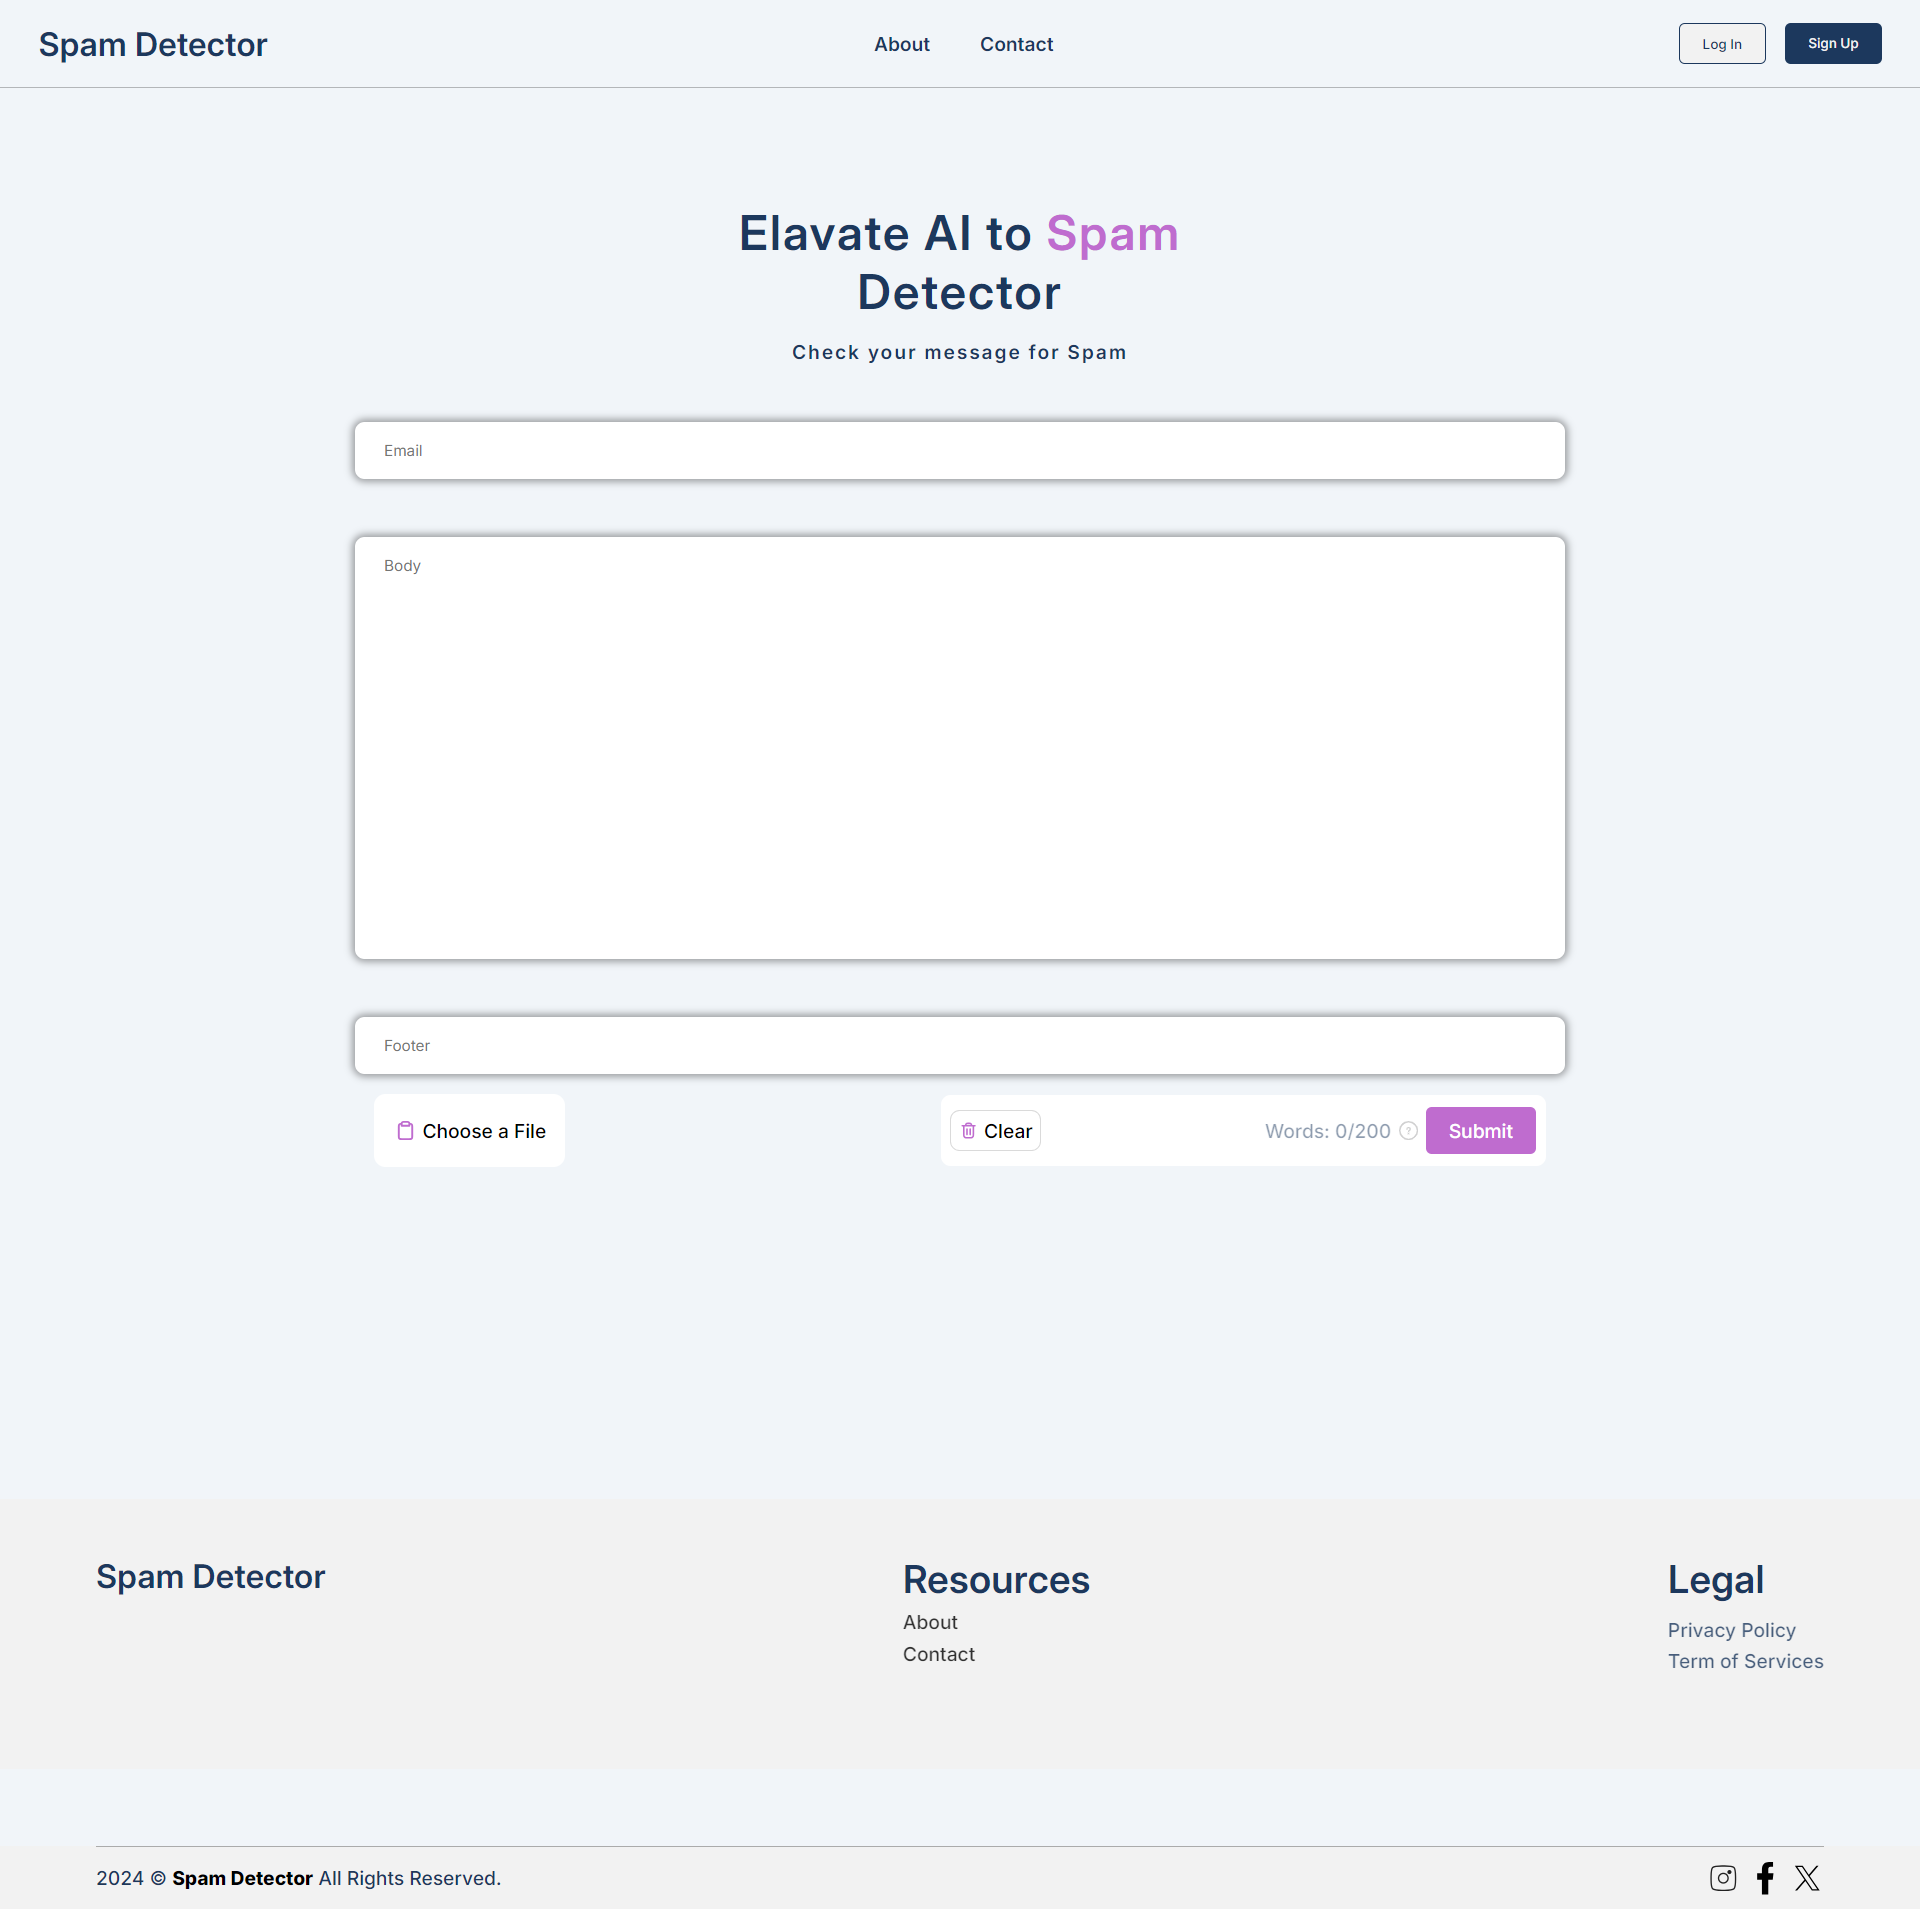 Spam Detector
About
Contact
Log In
Sign Up
Elavate AI to Spam
Detector
Check your message for Spam
Email
Body
Footer
Choose a File
Clear
Words: 0/200 ?
Submit
Spam Detector
Resources
About
Contact
Legal
Privacy Policy
Term of Services
2024 © Spam Detector All Rights Reserved.